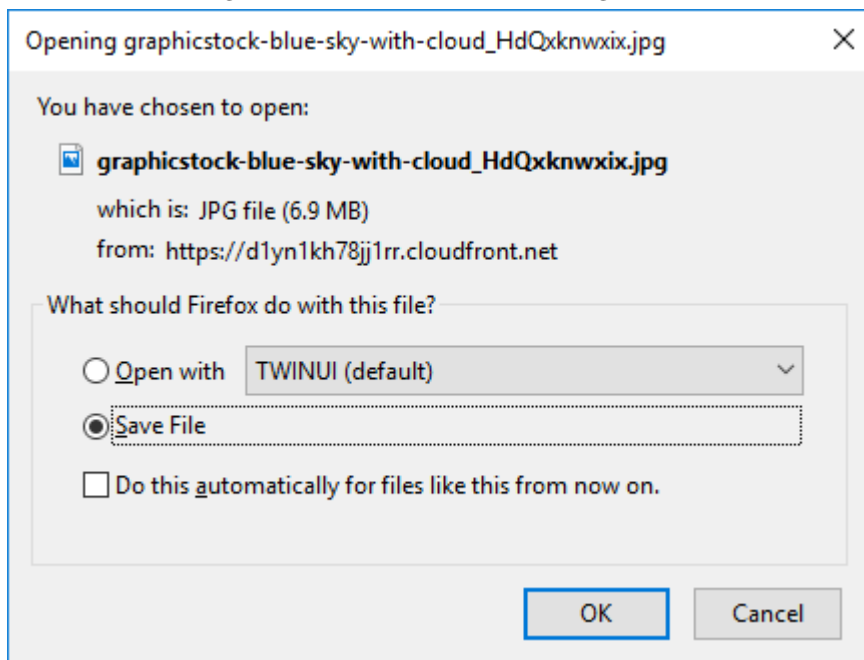 Opening graphicstock-blue-sky-with-cloud_HdQxknwxix.jpg
You have chosen to open:
graphicstock-blue-sky-with-cloud_HdQxknwxix.jpg
which is: JPG file (6.9 MB)
from: https://d1yn1kh78jj1rr.cloudfront.net
What should Firefox do with this file?
Open with TWINUI (default)
Save File
Do this automatically for files like this from now on.
OK Cancel